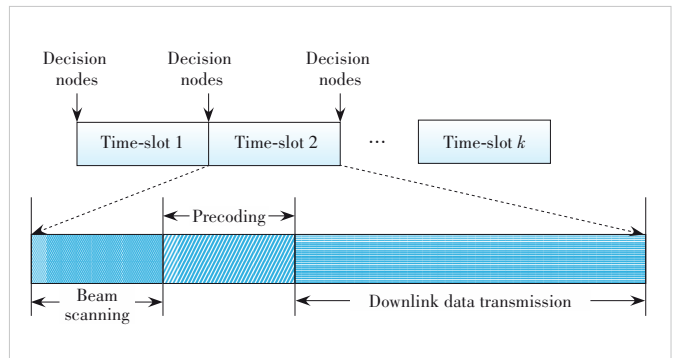 Decision
nodes
Decision
nodes
Decision
nodes
Time-slot 1
Time-slot 2
...
Time-slot k
Precoding
Beam
scanning
Downlink data transmission